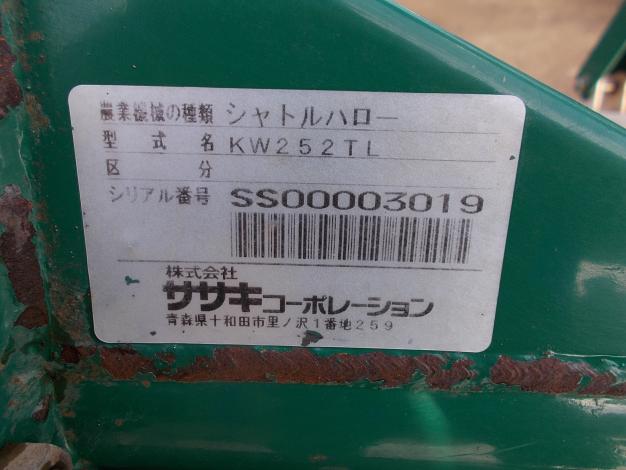 農業機械の種類 シャトルハロー
型式名 KW252TL
区分
シリアル番号 SS00003019
株式会社
ササキコーポレーション
青森県十和田市里ノ沢1番地259